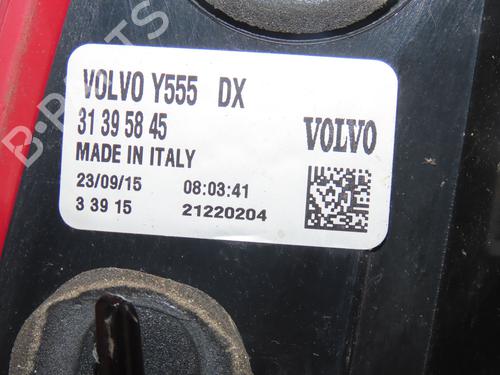 VOLVO Y555 DX
31 39 58 45
VOLVO
MADE IN ITALY
23/09/15 08:03:41
3 39 15 21220204
B-PARTS